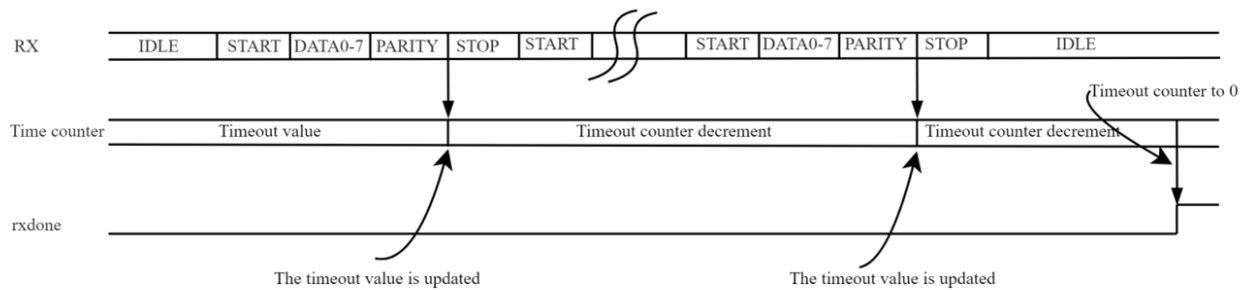 RX IDLE START DATA0-7 PARITY STOP START START DATA0-7 PARITY STOP IDLE
Timeout counter to 0
Time counter Timeout value Timeout counter decrement Timeout counter decrement
rxdone
The timeout value is updated The timeout value is updated